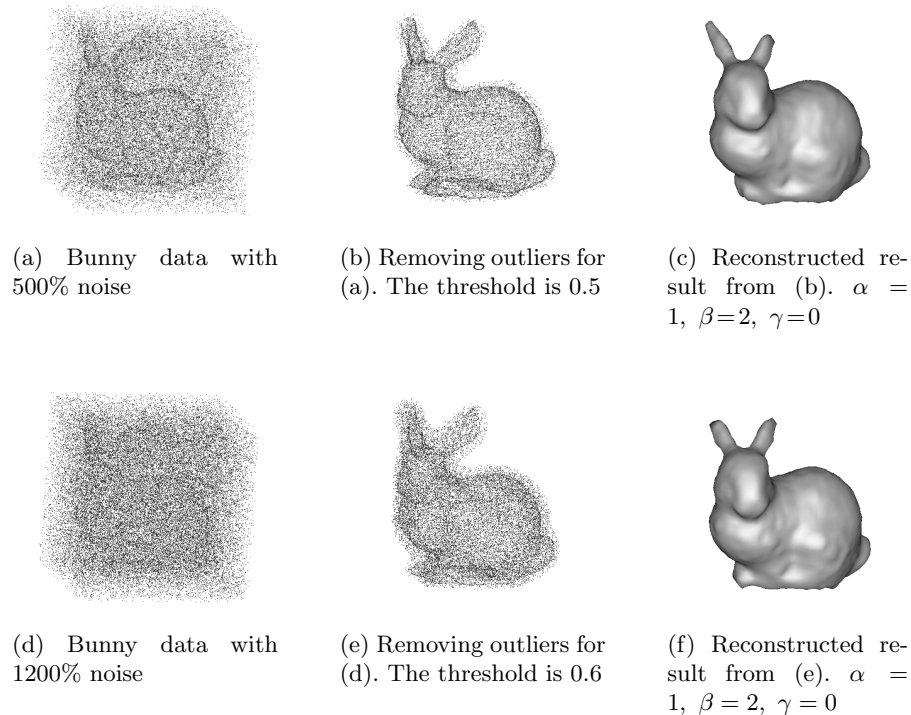 (a) Bunny data with
500% noise
(b) Removing outliers for
(a). The threshold is 0.5
(c) Reconstructed re-
sult from (b). α =
1, β=2, γ=0
(d) Bunny data with
1200% noise
(e) Removing outliers for
(d). The threshold is 0.6
(f) Reconstructed re-
sult from (e). α =
1, β = 2, γ = 0